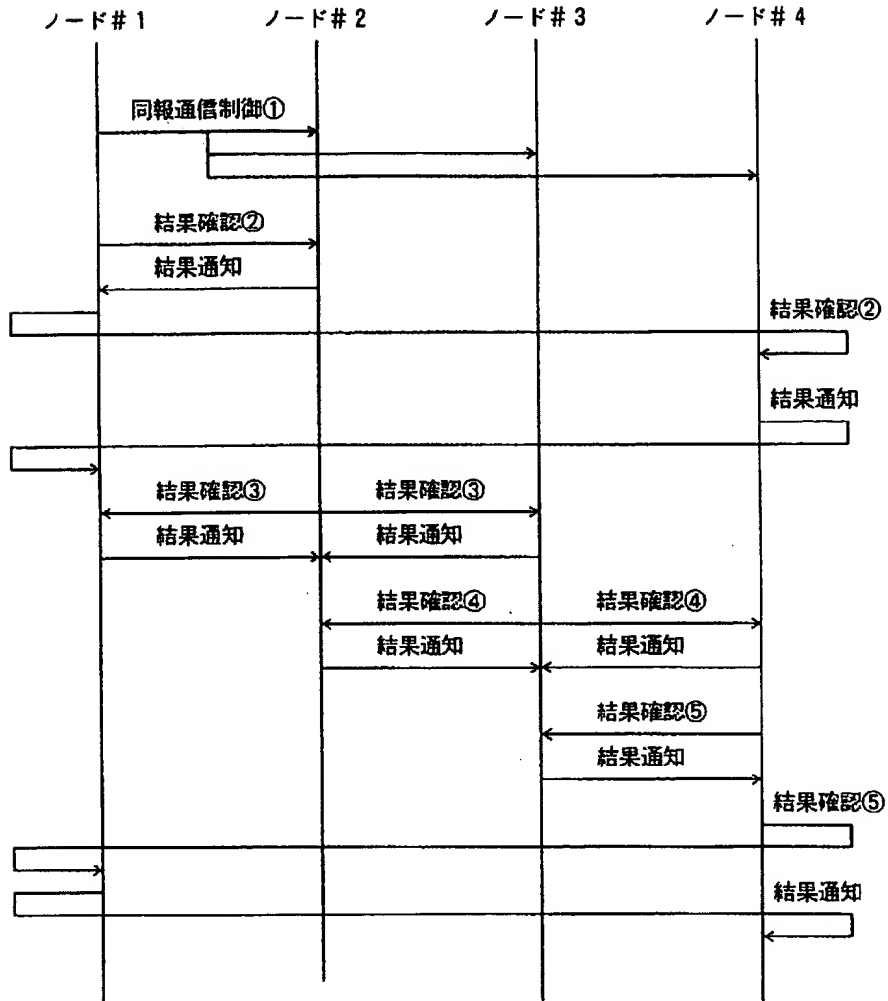 ノード#1 ノード#2 ノード#3 ノード#4
同報通信制御①
結果確認②
結果通知
結果確認②
結果通知
結果確認③ 結果確認③
結果通知 結果通知
結果確認④ 結果確認④
結果通知 結果通知
結果確認⑤
結果通知
結果確認⑤
結果通知